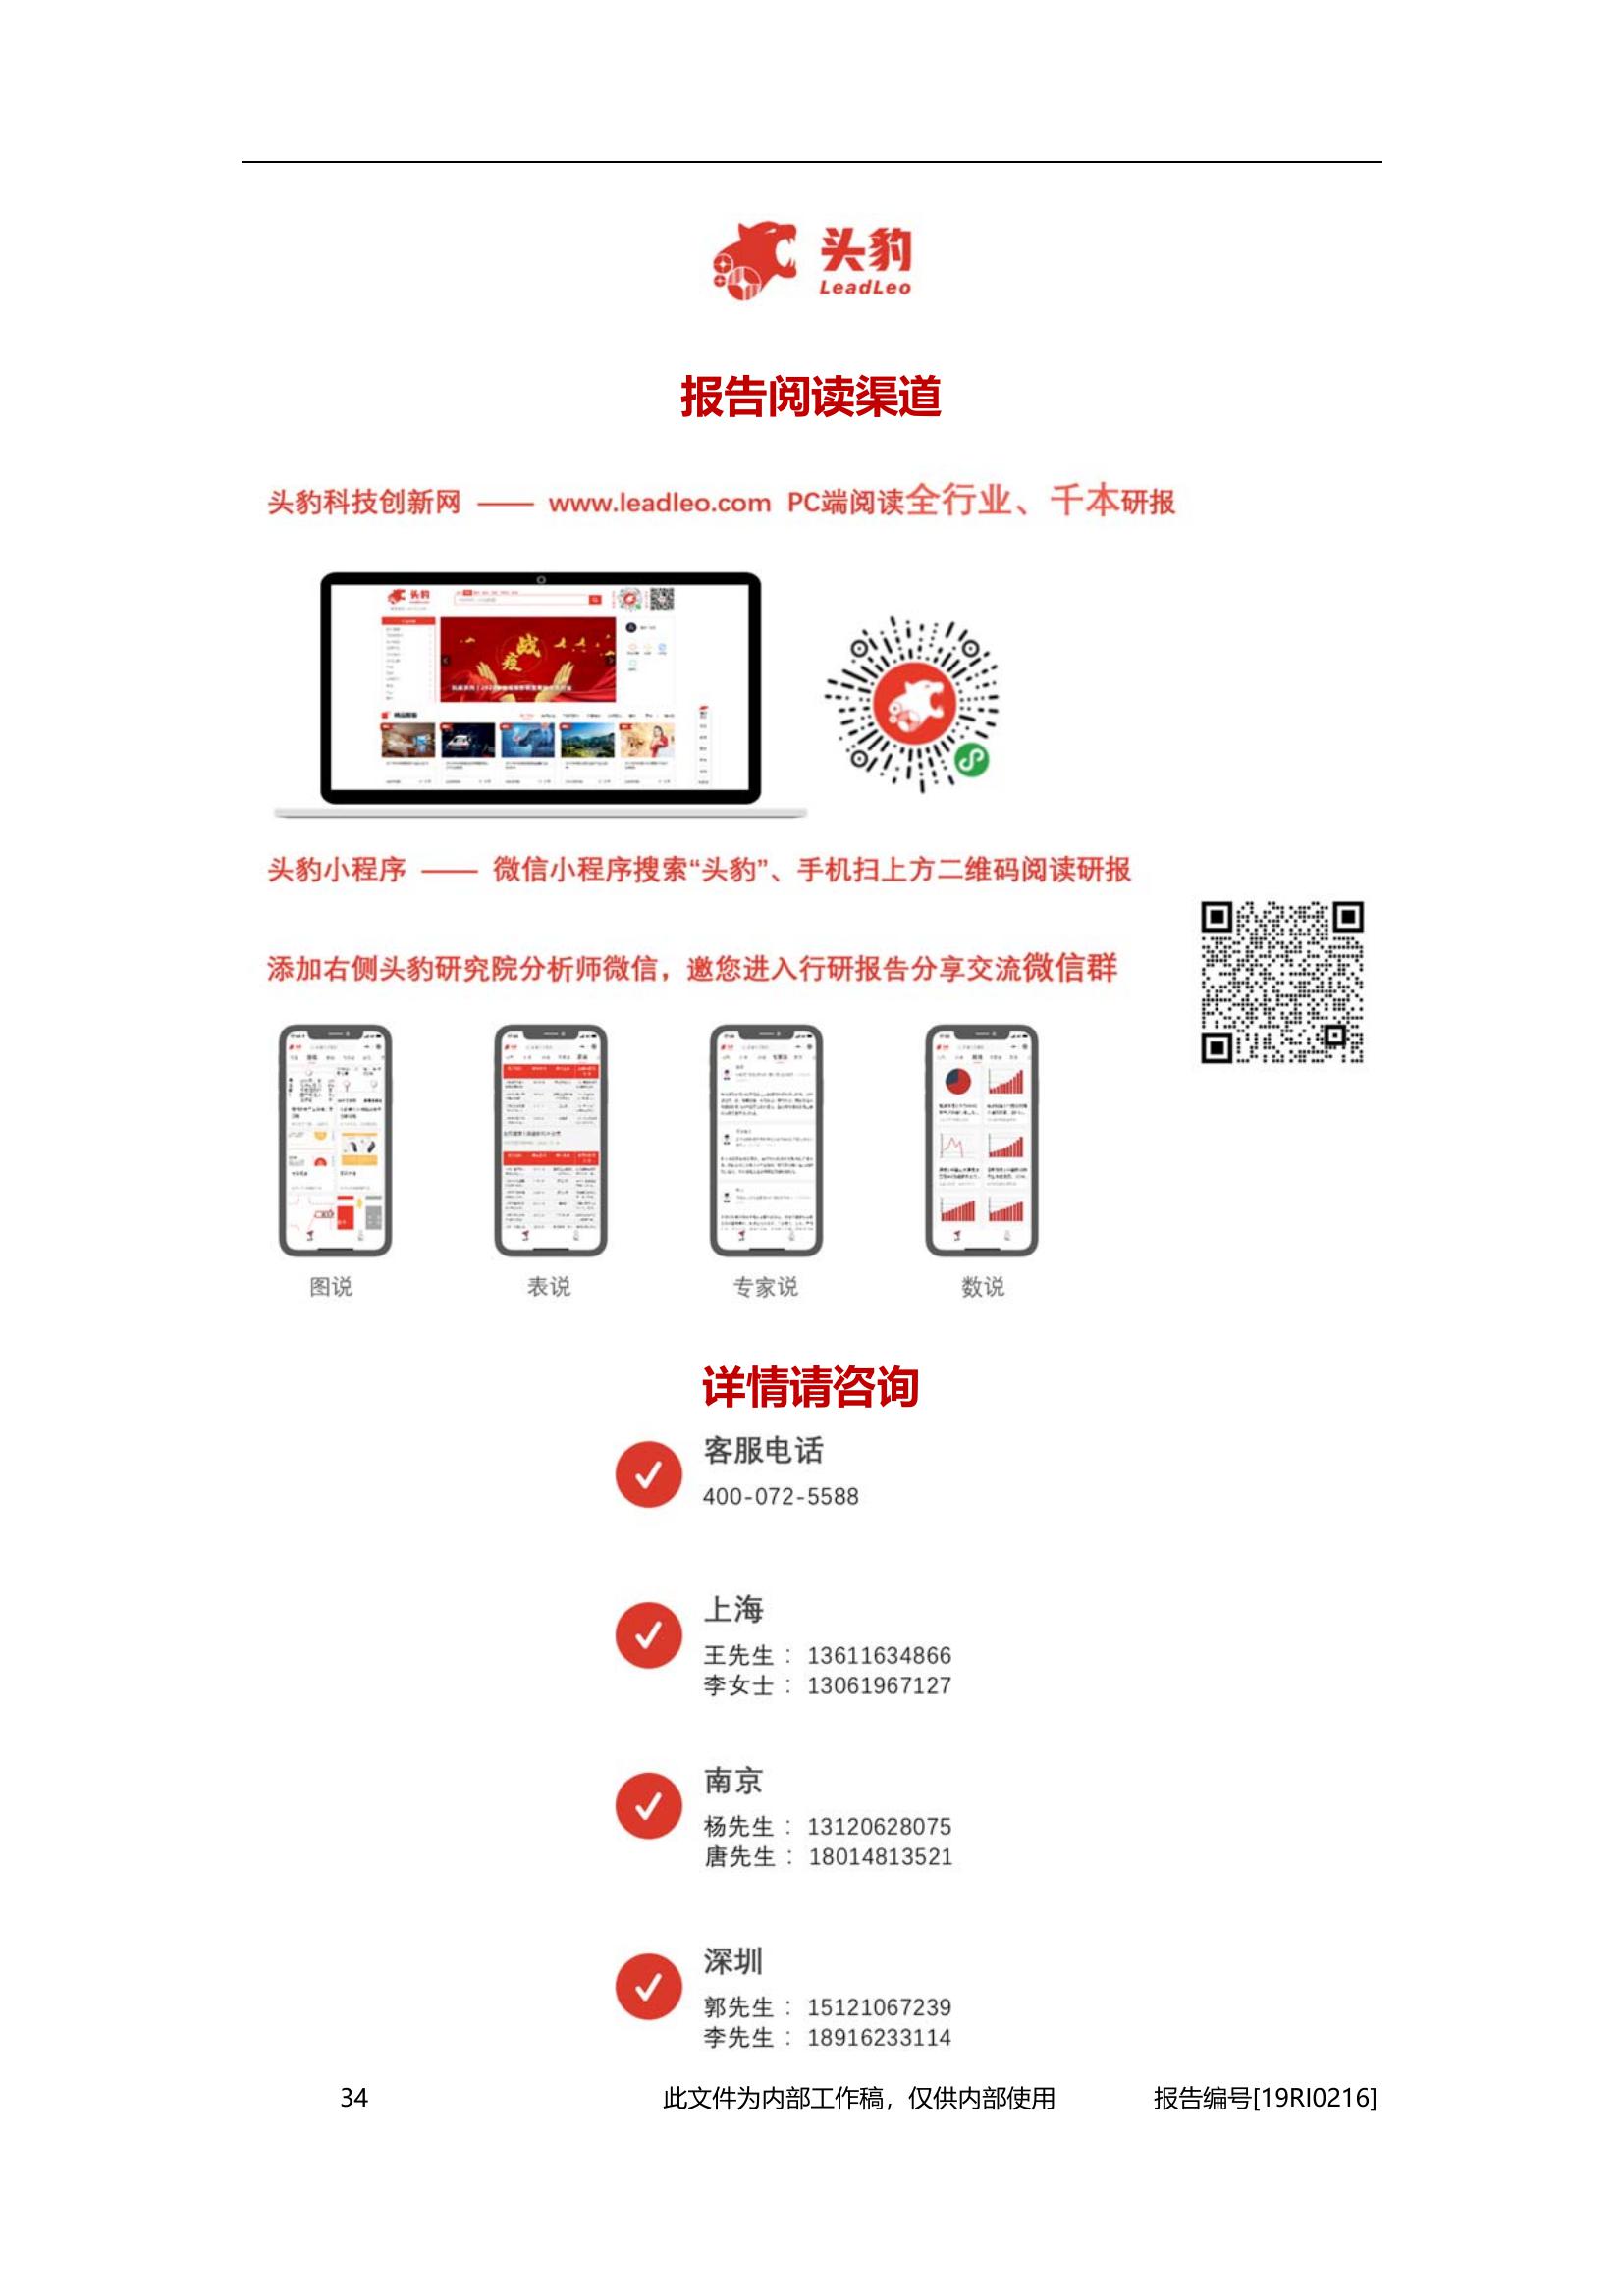 头豹
LeadLeo
报告阅读渠道
头豹科技创新网 —— www.leadleo.com PC端阅读全行业、千本研报
头豹
战
疫
头豹小程序 —— 微信小程序搜索“头豹”、手机扫上方二维码阅读研报
添加右侧头豹研究院分析师微信，邀您进入行研报告分享交流微信群
图说
表说
专家说
数说
详情请咨询
客服电话
400-072-5588
上海
王先生：13611634866
李女士：13061967127
南京
杨先生：13120628075
唐先生：18014813521
深圳
郭先生：15121067239
李先生：18916233114
34 此文件为内部工作稿，仅供内部使用 报告编号[19RI0216]